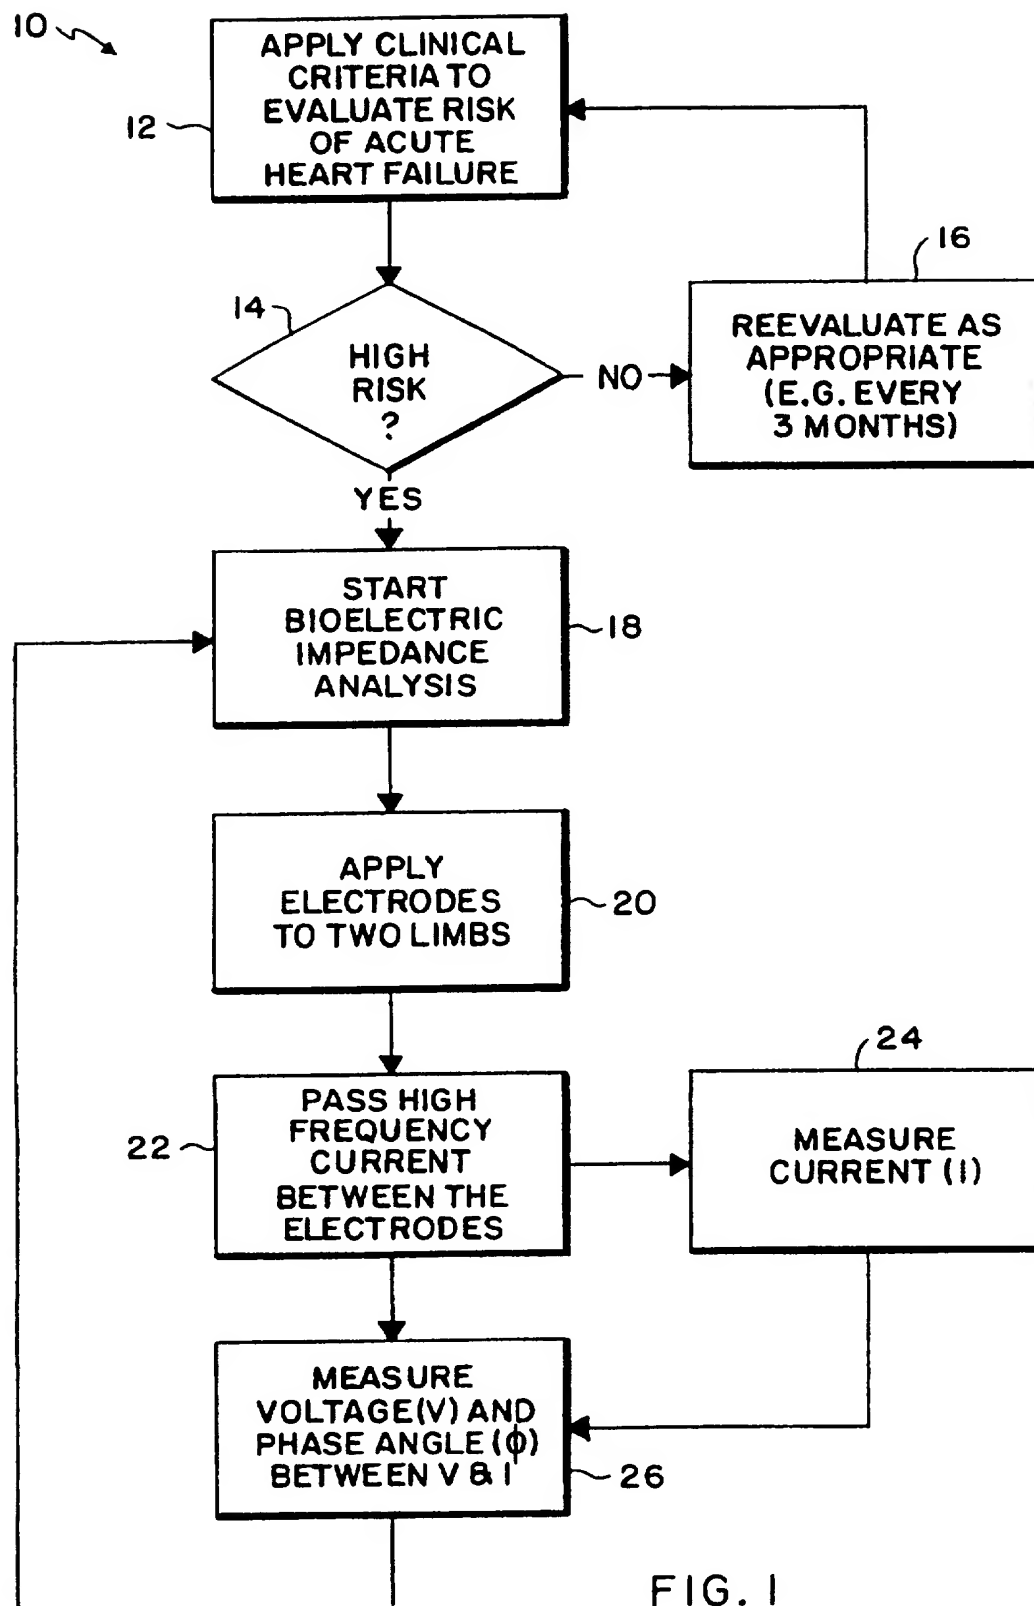 10
APPLY CLINICAL
CRITERIA TO
EVALUATE RISK
OF ACUTE
HEART FAILURE
12
16
14
HIGH
RISK
?
NO
REEVALUATE AS
APPROPRIATE
(E.G. EVERY
3 MONTHS)
YES
START
BIOELECTRIC
IMPEDANCE
ANALYSIS
18
APPLY
ELECTRODES
TO TWO LIMBS
20
24
PASS HIGH
FREQUENCY
CURRENT
BETWEEN THE
ELECTRODES
22
MEASURE
CURRENT (I)
MEASURE
VOLTAGE(V) AND
PHASE ANGLE (ϕ)
BETWEEN V & I
26
FIG. I